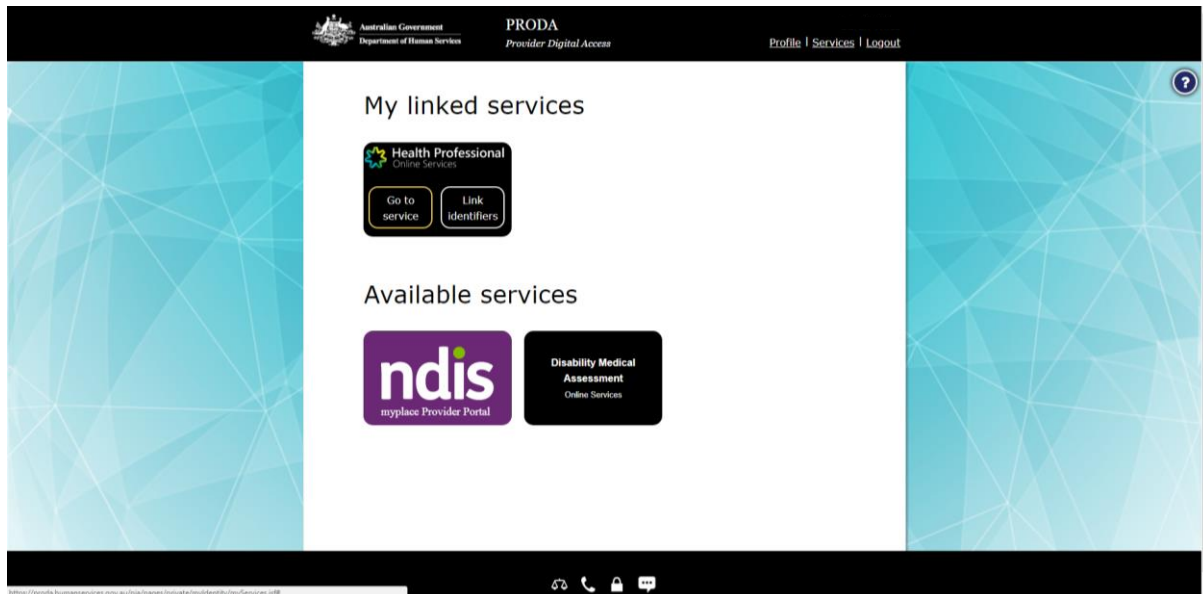 Australian Government
Department of Human Services
PRODA
Provider Digital Access
Profile | Services | Logout
?
My linked services
Health Professional
Online Services
Go to
service
Link
identifiers
Available services
ndis
myplace Provider Portal
Disability Medical
Assessment
Online Services